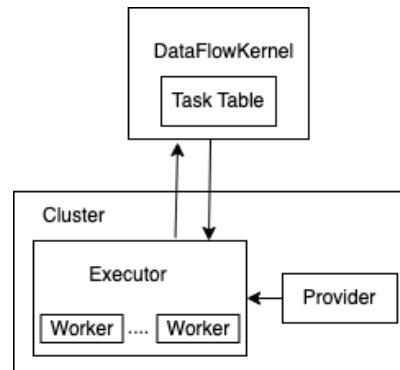 DataFlowKernel
Task Table
Cluster
Executor
Provider
Worker .... Worker